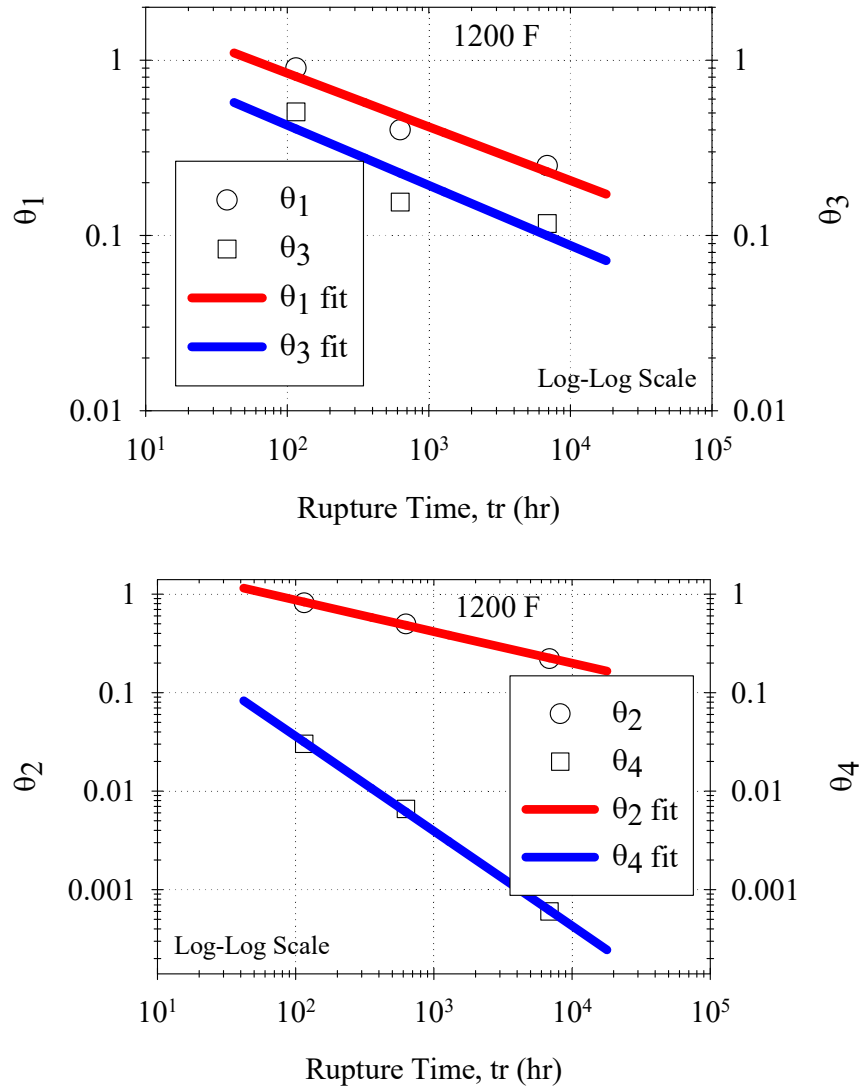 1200 F
1
1
0.1
0.1
0.01
0.01
θ1
θ3
θ1
θ3
θ1 fit
θ3 fit
Log-Log Scale
10¹
10²
10³
10⁴
10⁵
Rupture Time, tr (hr)
1200 F
1
1
0.1
0.1
0.01
0.01
0.001
0.001
θ2
θ4
θ2
θ4
θ2 fit
θ4 fit
Log-Log Scale
10¹
10²
10³
10⁴
10⁵
Rupture Time, tr (hr)